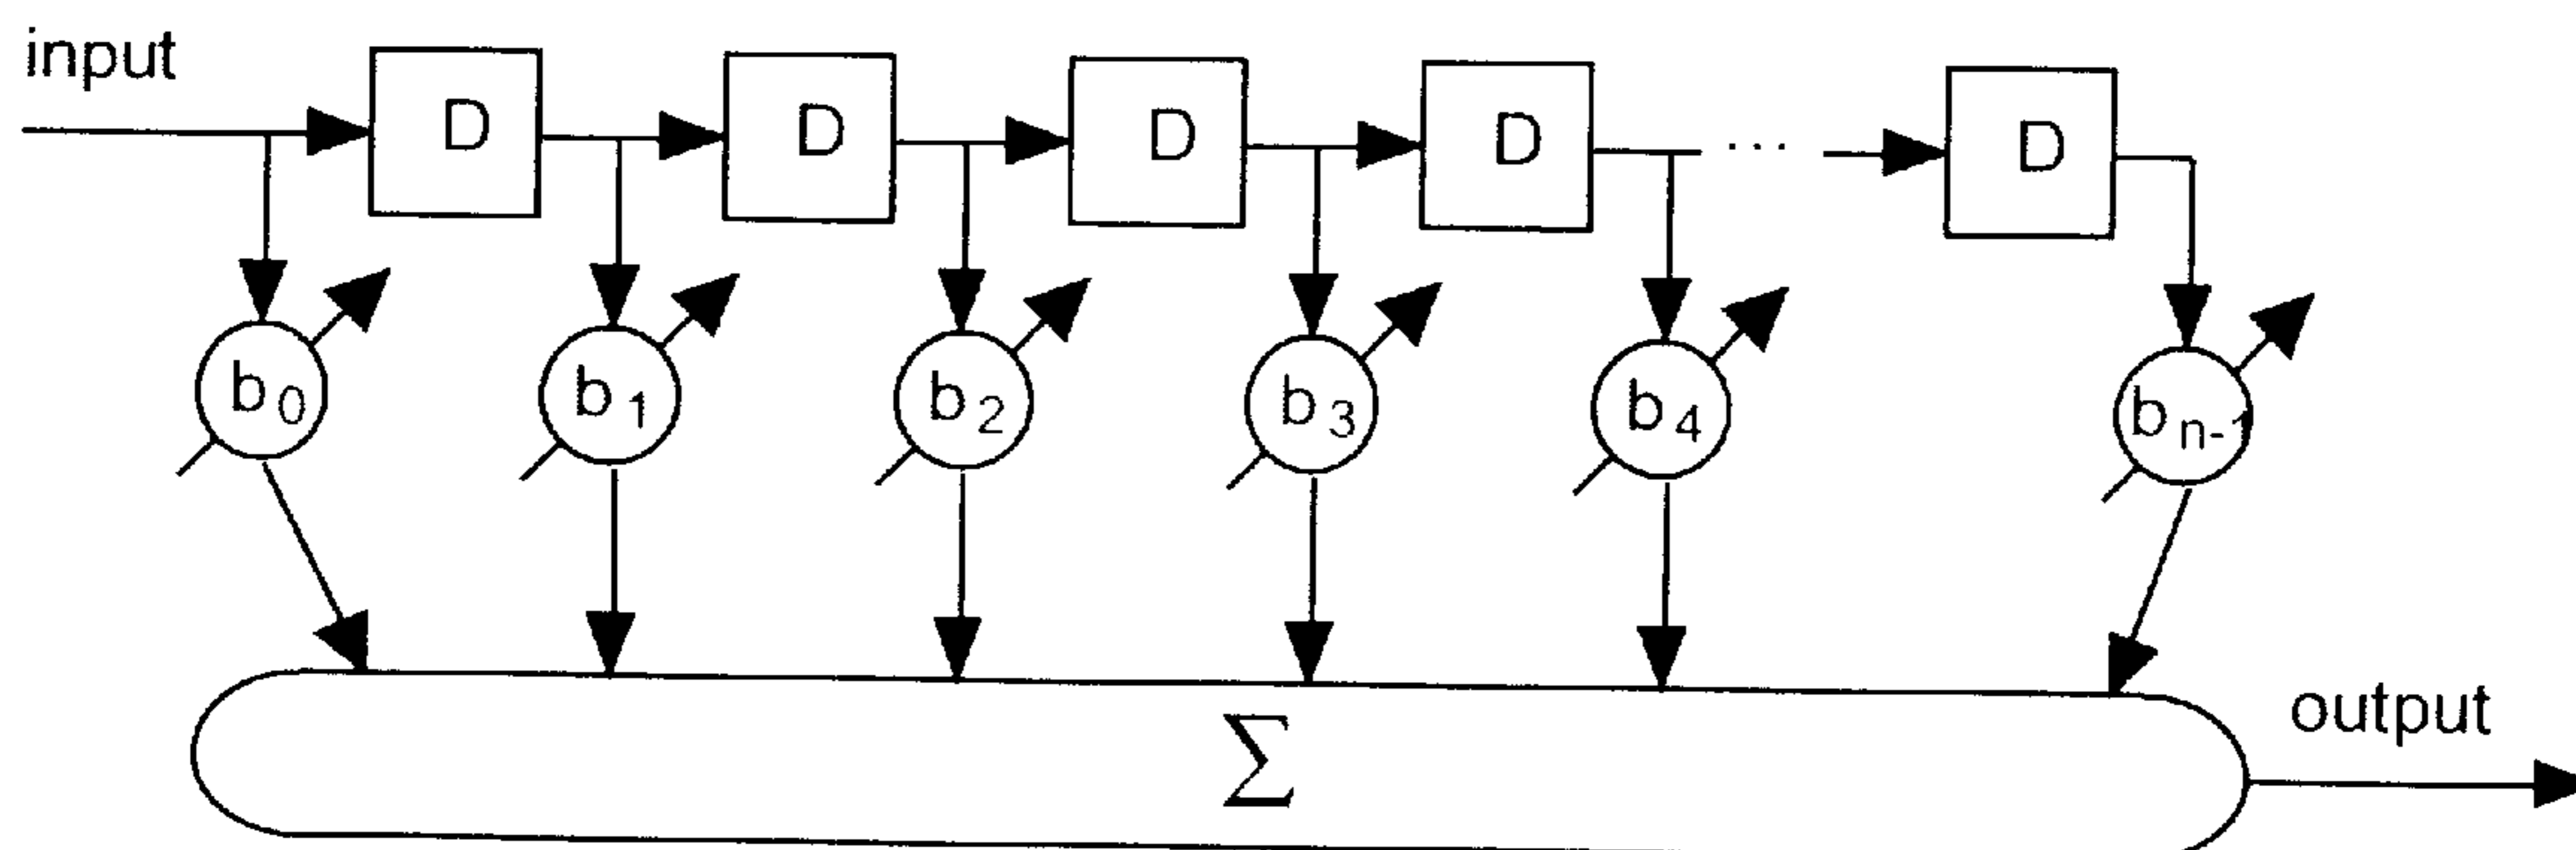 input
D D D D ... D
b0 b1 b2 b3 b4 bn-1
∑
output